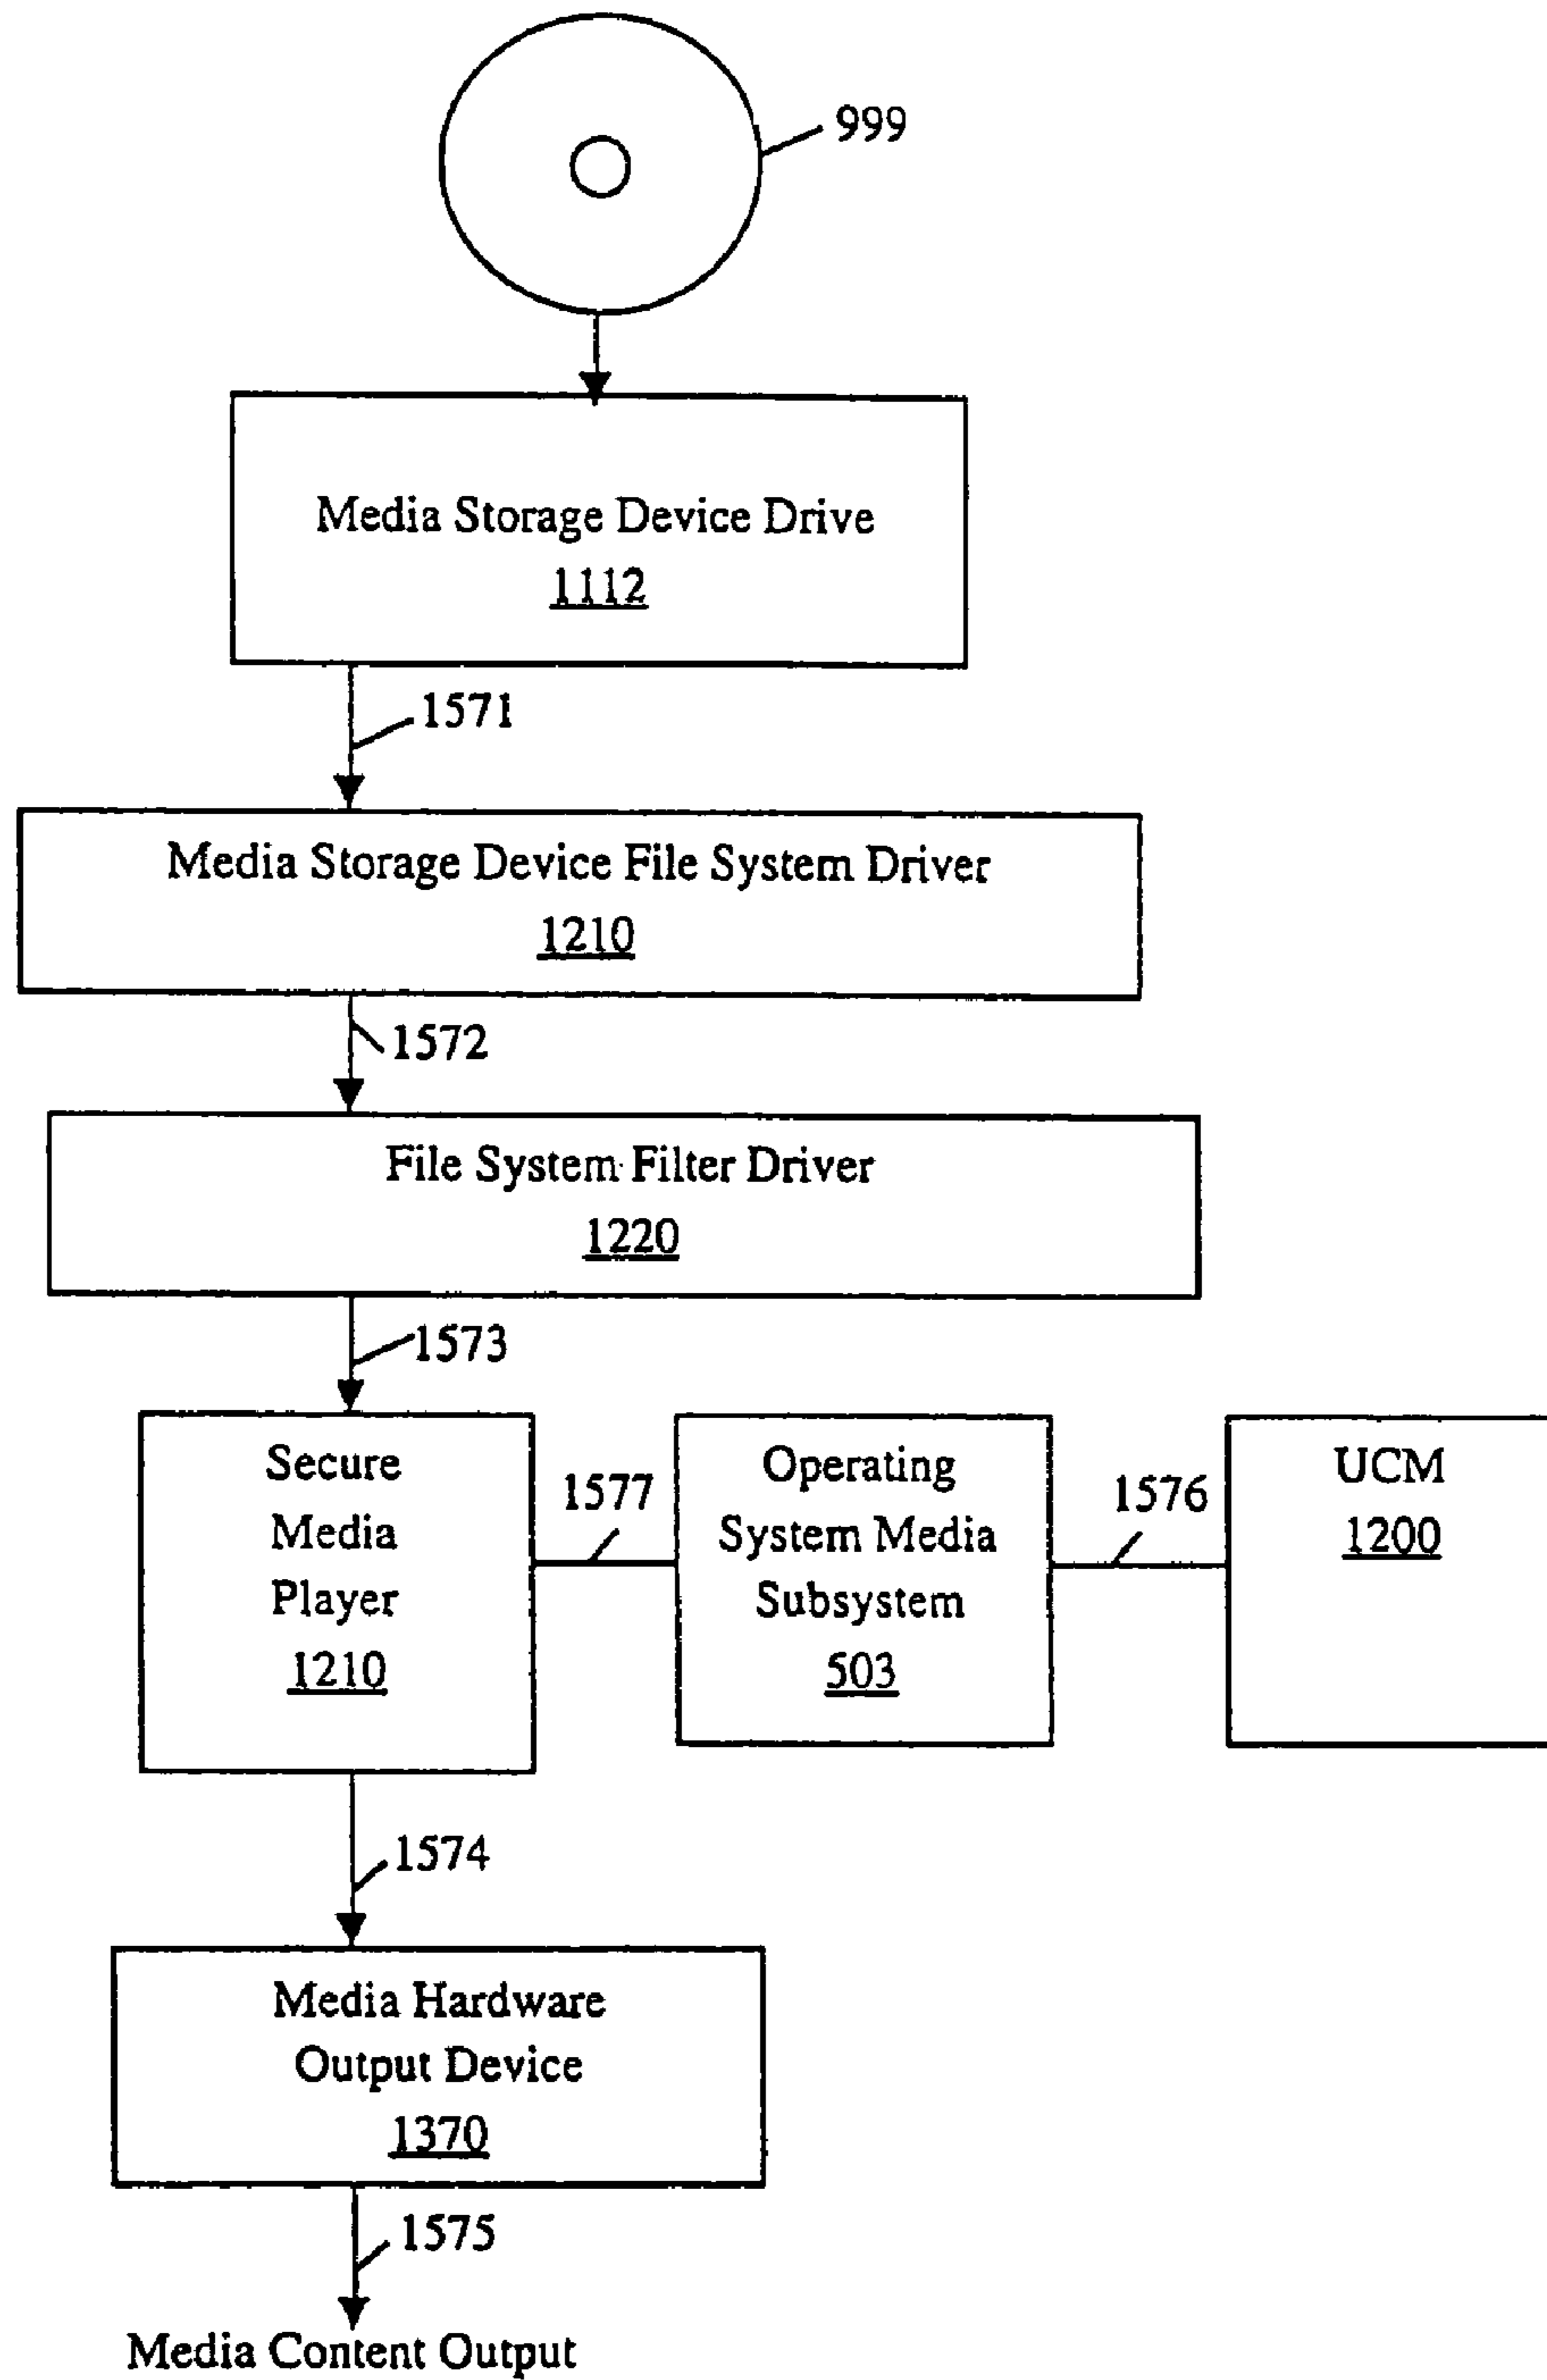 999
Media Storage Device Drive
1112
1571
Media Storage Device File System Driver
1210
1572
File System Filter Driver
1220
1573
Secure
Media
Player
1210
1577
Operating
System Media
Subsystem
503
1576
UCM
1200
1574
Media Hardware
Output Device
1370
1575
Media Content Output